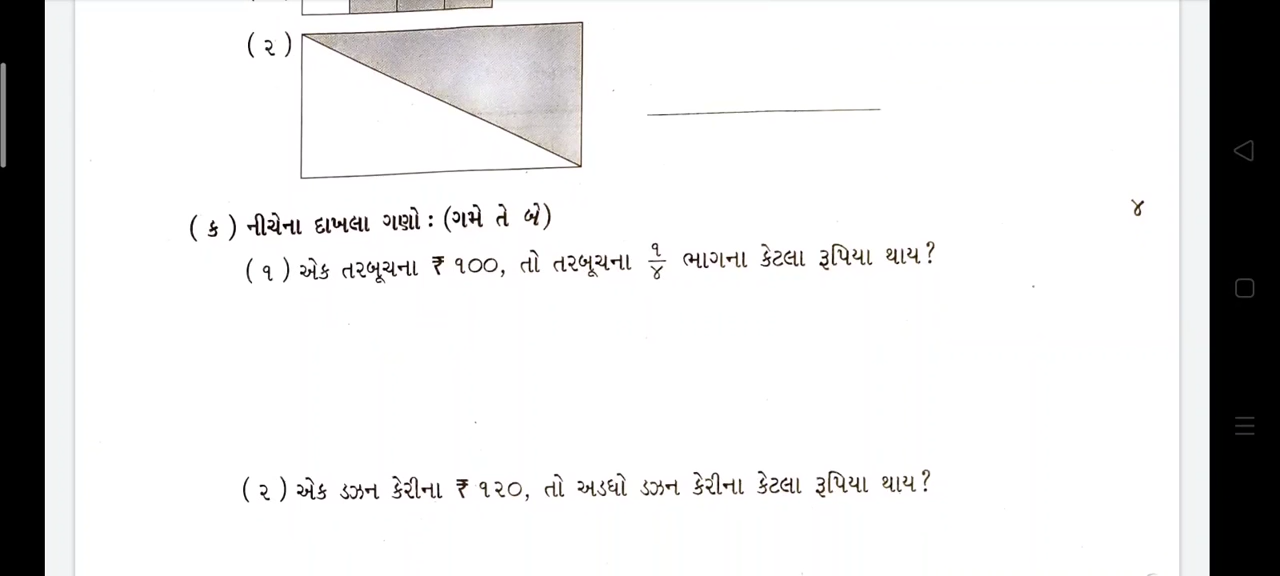 (૨)
(ક) નીચેના દાખલા ગણો : (ગમે તે બે) ૪
(૧) એક તરબૂચના ₹ ૧૦૦, તો તરબૂચના ૧/૪ ભાગના કેટલા રૂપિયા થાય?
(૨) એક ડઝન કેરીના ₹ ૧૨૦, તો અડધો ડઝન કેરીના કેટલા રૂપિયા થાય?